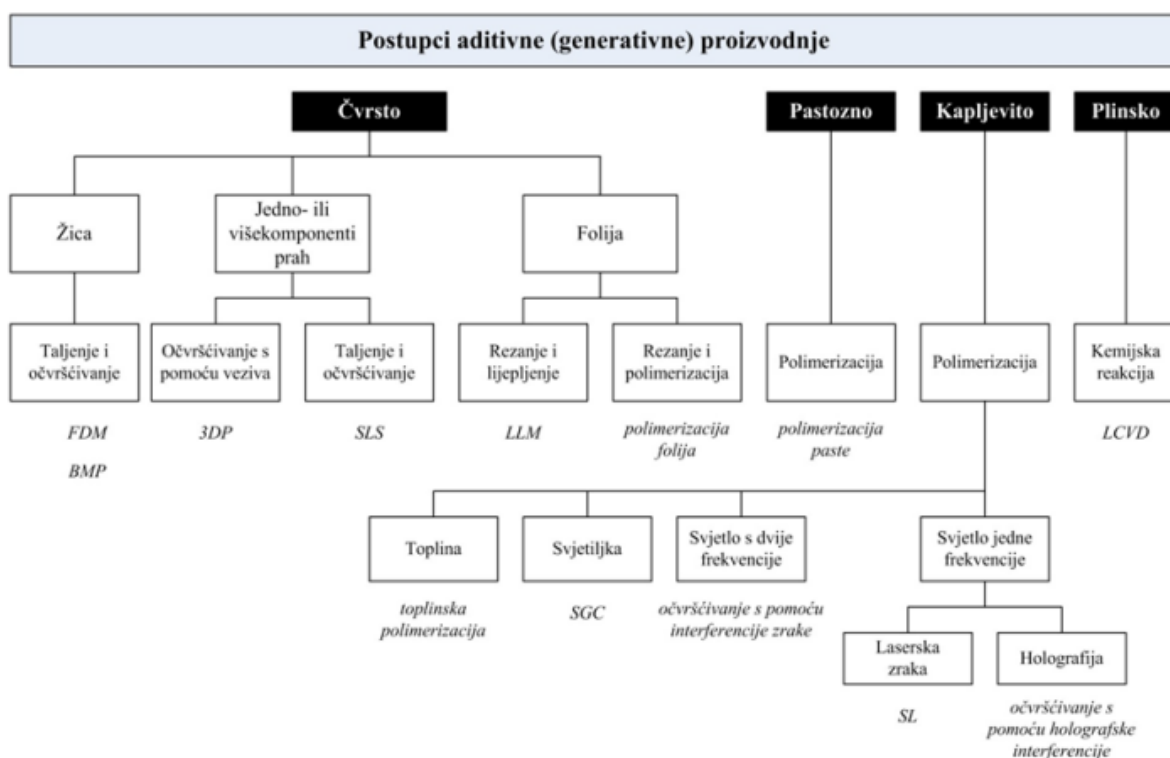 Postupci aditivne (generativne) proizvodnje
Čvrsto
Pastozno
Kapljevito
Plinsko
Žica
Jedno- ili
višekomponenti
prah
Folija
Taljenje i
očvršćivanje
Očvršćivanje s
pomoću veziva
Taljenje i
očvršćivanje
Rezanje i
lijepljenje
Rezanje i
polimerizacija
Polimerizacija
Polimerizacija
Kemijska
reakcija
FDM
BMP
3DP
SLS
LLM
polimerizacija
folija
polimerizacija
paste
LCVD
Toplina
Svjetiljka
Svjetlo s dvije
frekvencije
Svjetlo jedne
frekvencije
toplinska
polimerizacija
SGC
očvršćivanje s pomoću
interferencije zrake
Laserska
zraka
Holografija
SL
očvršćivanje s
pomoću holografske
interferencije